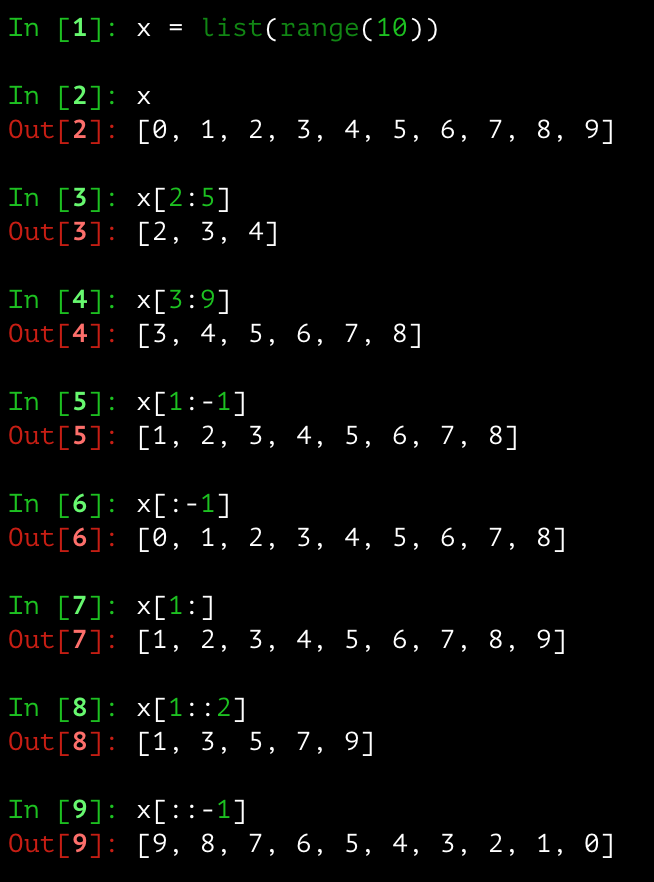 In [1]: x = list(range(10))
In [2]: x
Out[2]: [0, 1, 2, 3, 4, 5, 6, 7, 8, 9]
In [3]: x[2:5]
Out[3]: [2, 3, 4]
In [4]: x[3:9]
Out[4]: [3, 4, 5, 6, 7, 8]
In [5]: x[1:-1]
Out[5]: [1, 2, 3, 4, 5, 6, 7, 8]
In [6]: x[:-1]
Out[6]: [0, 1, 2, 3, 4, 5, 6, 7, 8]
In [7]: x[1:]
Out[7]: [1, 2, 3, 4, 5, 6, 7, 8, 9]
In [8]: x[1::2]
Out[8]: [1, 3, 5, 7, 9]
In [9]: x[::-1]
Out[9]: [9, 8, 7, 6, 5, 4, 3, 2, 1, 0]